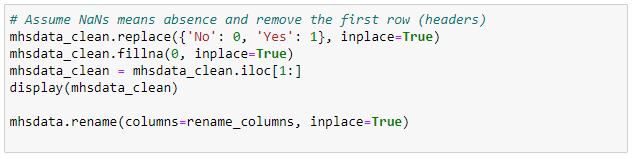 # Assume NaNs means absence and remove the first row (headers)
mhsdata_clean.replace({'No': 0, 'Yes': 1}, inplace=True)
mhsdata_clean.fillna(0, inplace=True)
mhsdata_clean = mhsdata_clean.iloc[1:]
display(mhsdata_clean)
mhsdata.rename(columns=rename_columns, inplace=True)